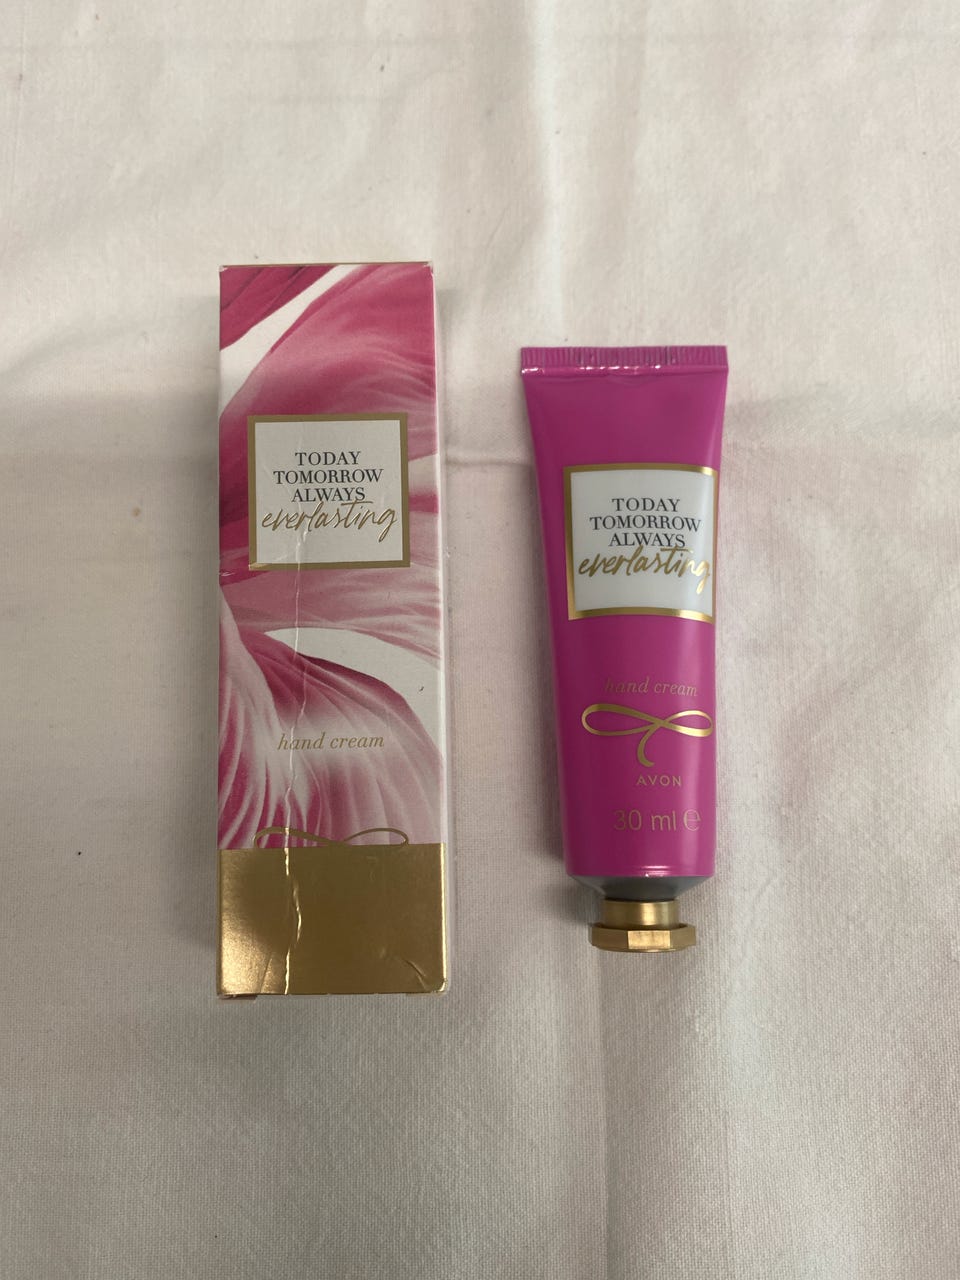 TODAY
TOMORROW
ALWAYS
everlasting
hand cream
TODAY
TOMORROW
ALWAYS
everlasting
hand cream
AVON
30 ml ℮